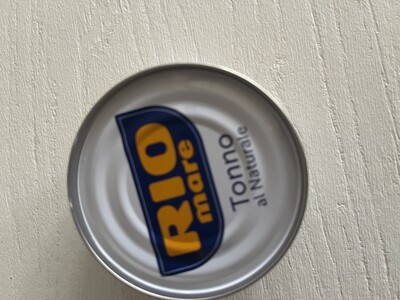 RIO
mare
Tonno
al Naturale